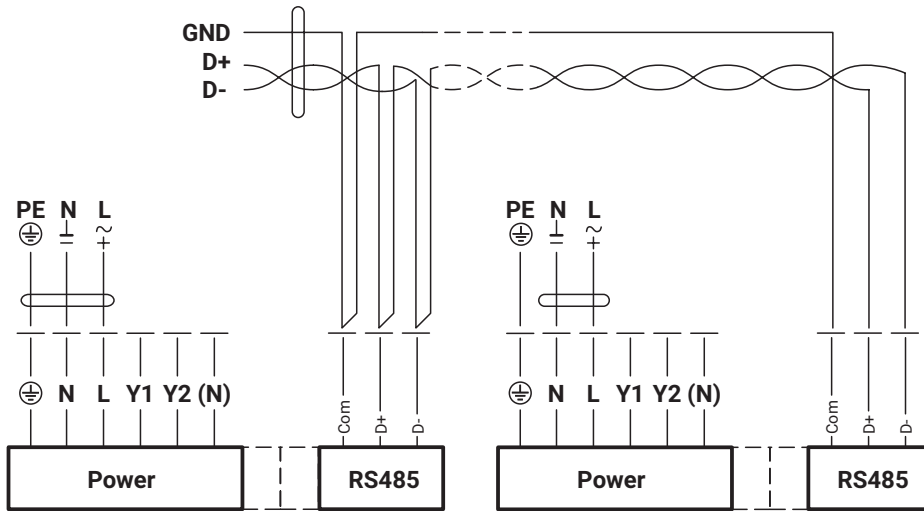 GND
D+
D-
PE N L
PE N L
N L Y1 Y2 (N)
Com D+ D-
N L Y1 Y2 (N)
Com D+ D-
Power
RS485
Power
RS485